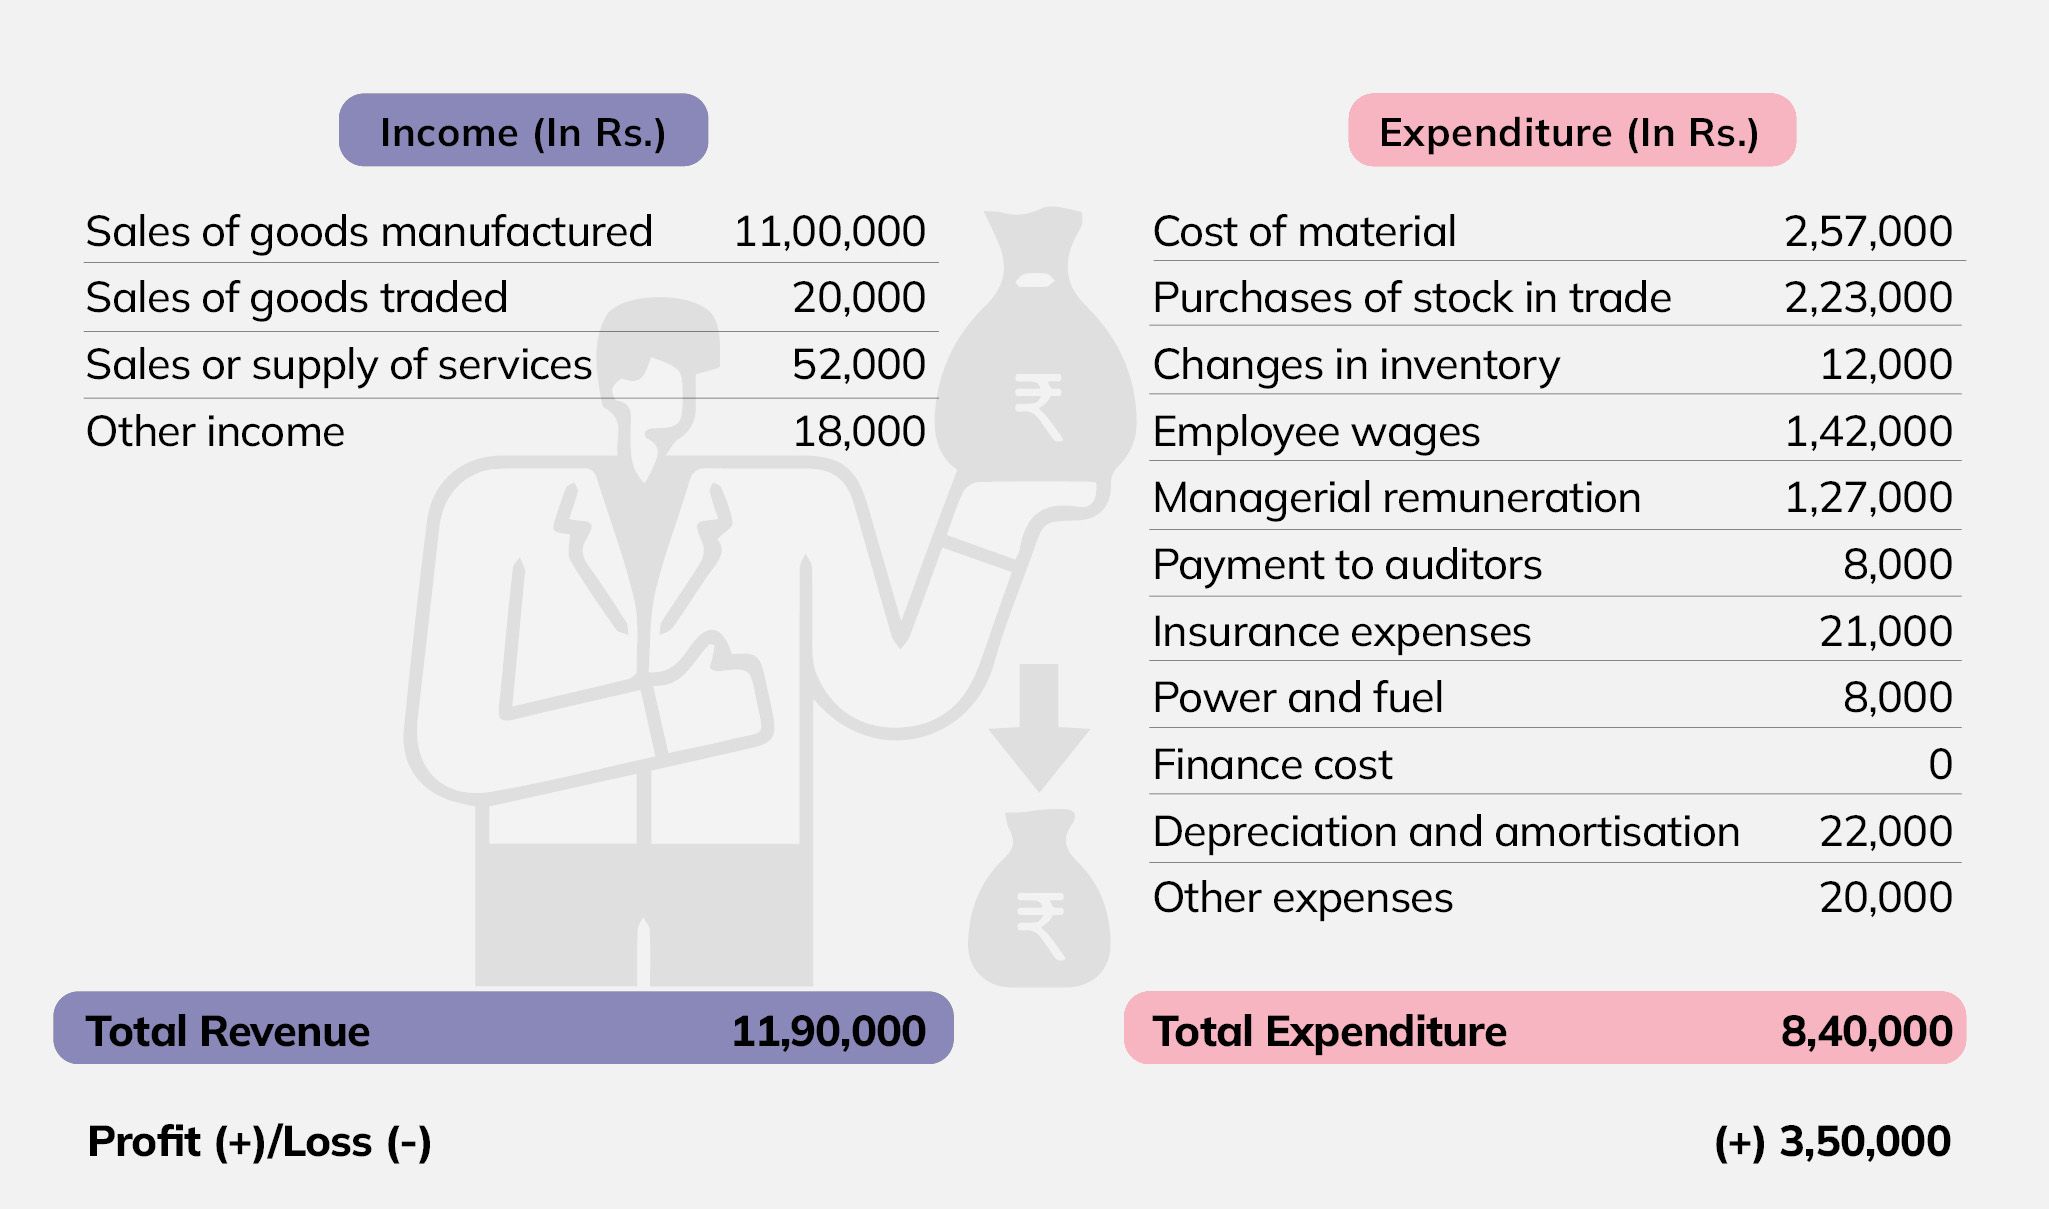 Income (In Rs.)
Sales of goods manufactured 11,00,000
Sales of goods traded 20,000
Sales or supply of services 52,000
Other income 18,000
Total Revenue 11,90,000
Expenditure (In Rs.)
Cost of material 2,57,000
Purchases of stock in trade 2,23,000
Changes in inventory 12,000
Employee wages 1,42,000
Managerial remuneration 1,27,000
Payment to auditors 8,000
Insurance expenses 21,000
Power and fuel 8,000
Finance cost 0
Depreciation and amortisation 22,000
Other expenses 20,000
Total Expenditure 8,40,000
Profit (+)/Loss (-) (+) 3,50,000
₹
₹